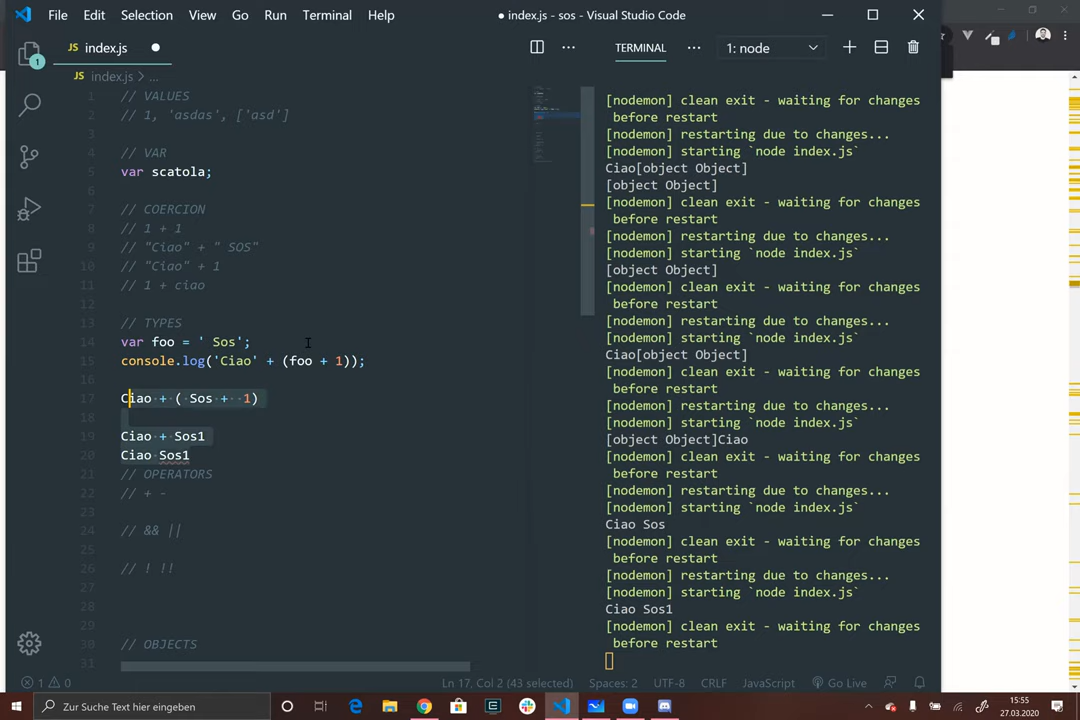 File Edit Selection View Go Run Terminal Help
● index.js - sos - Visual Studio Code
JS index.js ●
TERMINAL ··· 1: node
1
JS index.js > ...
1 // VALUES
2 // 1, 'asdas', ['asd']
3
4 // VAR
5 var scatola;
6
7 // COERCION
8 // 1 + 1
9 // "Ciao" + " SOS"
10 // "Ciao" + 1
11 // 1 + ciao
12
13 // TYPES
14 var foo = ' Sos';
15 console.log('Ciao' + (foo + 1));
16
17 Ciao + ( Sos +  1)
18
19 Ciao + Sos1
20 Ciao Sos1
21 // OPERATORS
22 // + -
23
24 // && ||
25
26 // ! !!
27
28
29
30 // OBJECTS
31
[nodemon] clean exit - waiting for changes
before restart
[nodemon] restarting due to changes...
[nodemon] starting `node index.js`
Ciao[object Object]
[object Object]
[nodemon] clean exit - waiting for changes
before restart
[nodemon] restarting due to changes...
[nodemon] starting `node index.js`
[object Object]
[nodemon] clean exit - waiting for changes
before restart
[nodemon] restarting due to changes...
[nodemon] starting `node index.js`
Ciao[object Object]
[nodemon] clean exit - waiting for changes
before restart
[nodemon] restarting due to changes...
[nodemon] starting `node index.js`
[object Object]Ciao
[nodemon] clean exit - waiting for changes
before restart
[nodemon] restarting due to changes...
[nodemon] starting `node index.js`
Ciao Sos
[nodemon] clean exit - waiting for changes
before restart
[nodemon] restarting due to changes...
[nodemon] starting `node index.js`
Ciao Sos1
[nodemon] clean exit - waiting for changes
before restart
1 0 Ln 17, Col 2 (43 selected) Spaces: 2 UTF-8 CRLF JavaScript Go Live
Zur Suche Text hier eingeben
15:55
27.03.2020